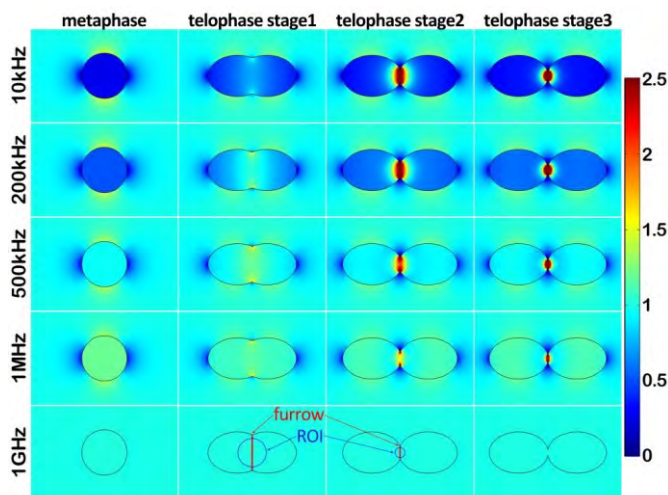 metaphase telophase stage1 telophase stage2 telophase stage3
10kHz
200kHz
500kHz
1MHz
1GHz
furrow
ROI
2.5
2
1.5
1
0.5
0